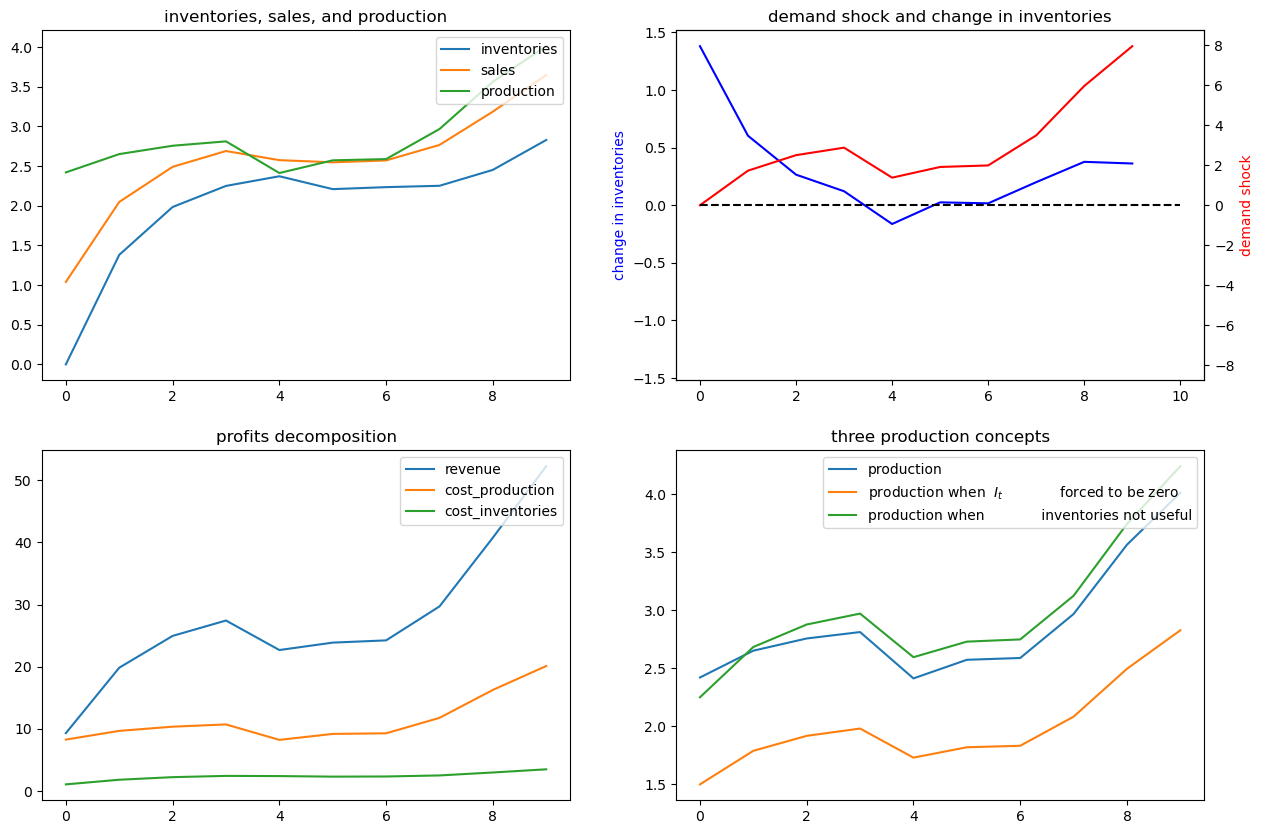 inventories, sales, and production
4.0
3.5
3.0
2.5
2.0
1.5
1.0
0.5
0.0
0 2 4 6 8
inventories
sales
production
demand shock and change in inventories
change in inventories
1.5
1.0
0.5
0.0
−0.5
−1.0
−1.5
0 2 4 6 8 10
8
6
4
2
0
−2
−4
−6
−8
demand shock
profits decomposition
50
40
30
20
10
0
0 2 4 6 8
revenue
cost_production
cost_inventories
three production concepts
4.0
3.5
3.0
2.5
2.0
1.5
0 2 4 6 8
production
production when I_t forced to be zero
production when inventories not useful